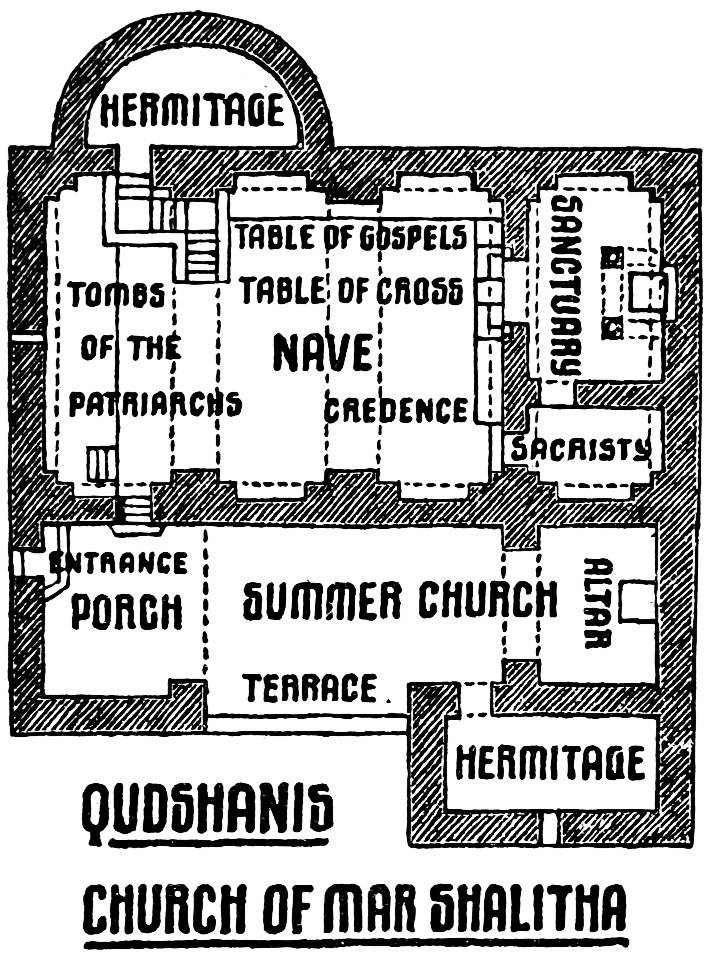 HERMITAGE
TABLE OF GOSPELS
TABLE OF CROSS
TOMBS
OF THE
PATRIARCHS
NAVE
CREDENCE
SANCTUARY
SACRISTY
ENTRANCE
PORCH
SUMMER CHURCH
ALTAR
TERRACE
HERMITAGE
QUDSHANIS
CHURCH OF MAR SHALITHA